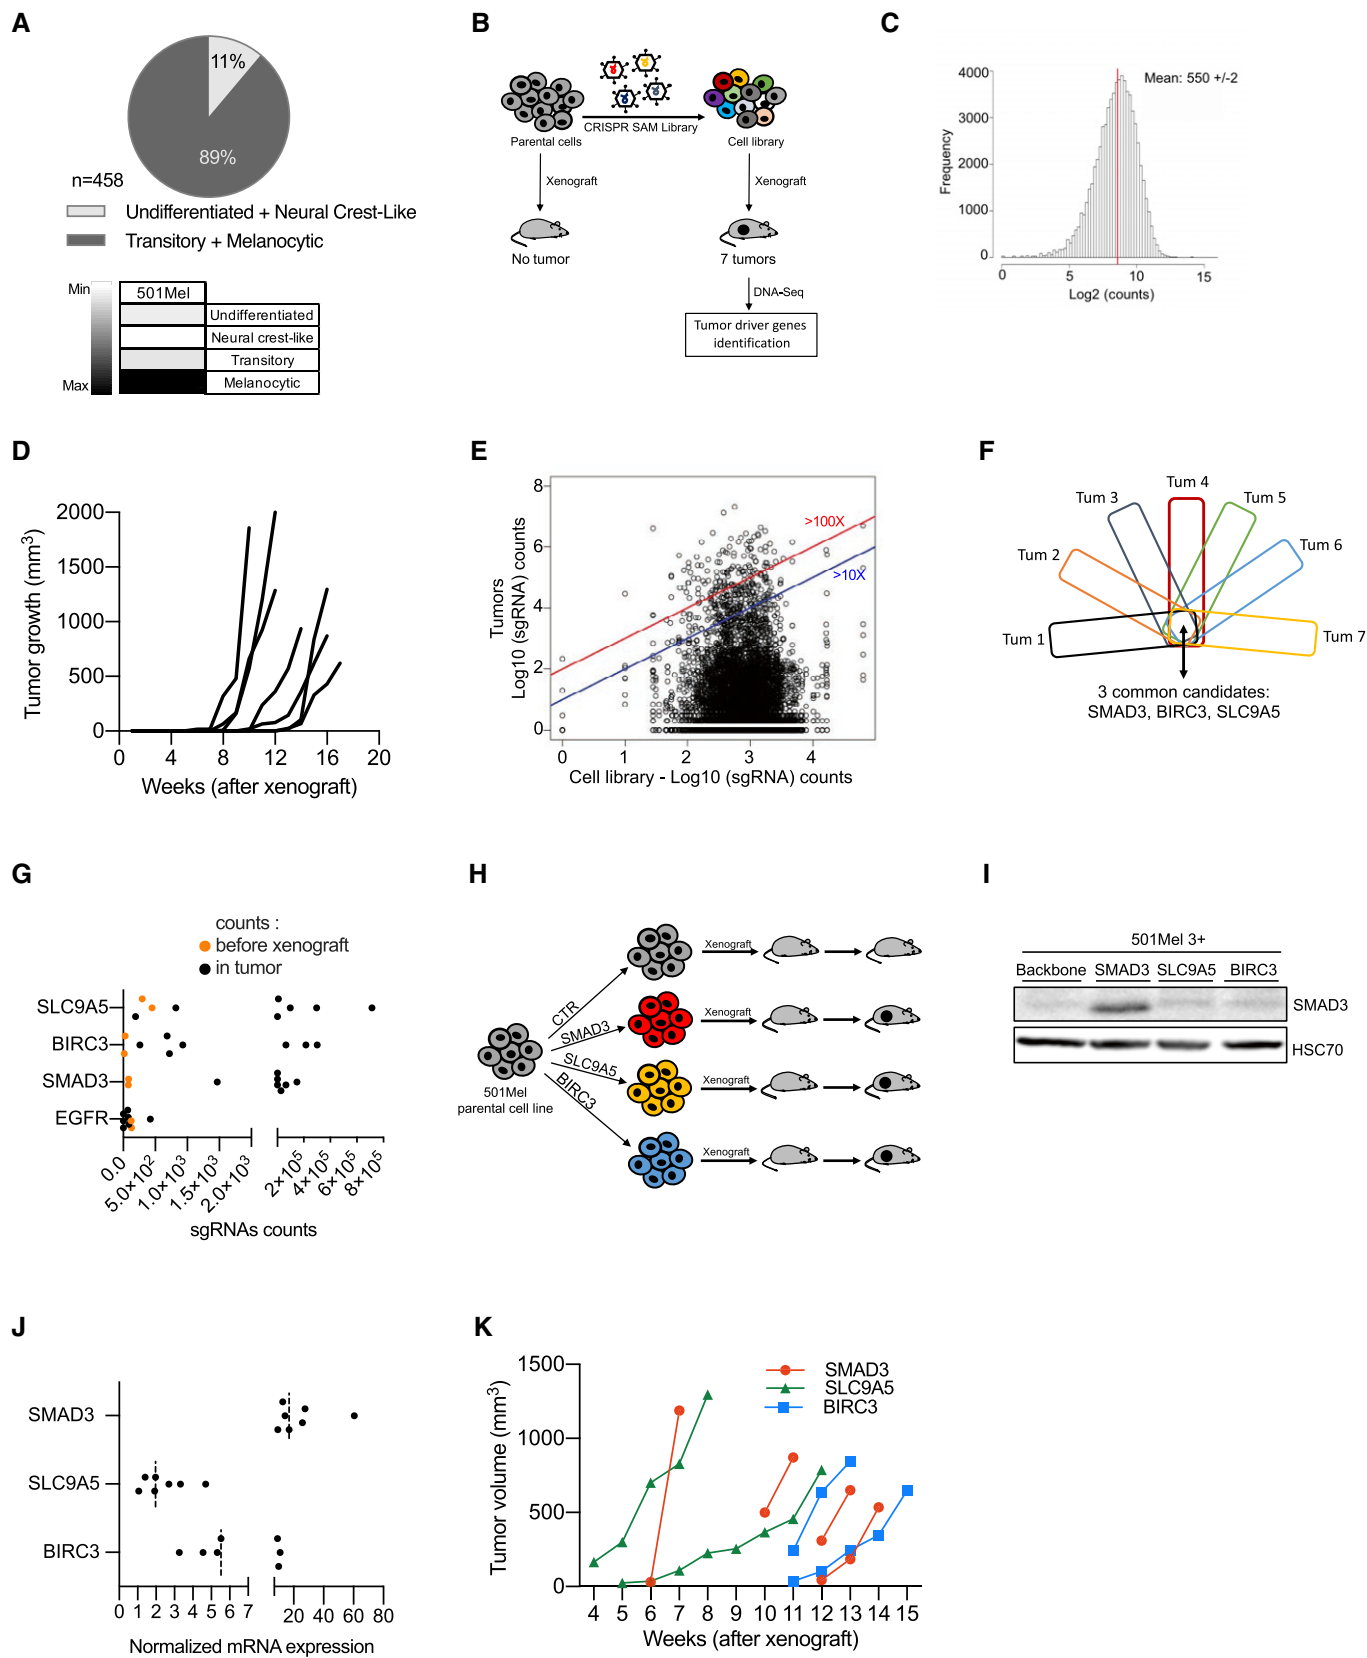 A
11%
89%
n=458
Undifferentiated + Neural Crest-Like
Transitory + Melanocytic
Min
Max
501Mel
Undifferentiated
Neural crest-like
Transitory
Melanocytic
B
Parental cells
CRISPR SAM Library
Cell library
Xenograft
Xenograft
No tumor
7 tumors
DNA-Seq
Tumor driver genes
identification
C
Mean: 550 +/-2
Frequency
4000
3000
2000
1000
0
0 5 10 15
Log2 (counts)
D
Tumor growth (mm³)
2000
1500
1000
500
0
0 4 8 12 16 20
Weeks (after xenograft)
E
Tumors
Log10 (sgRNA) counts
8
6
4
2
0
>100X
>10X
0 1 2 3 4
Cell library - Log10 (sgRNA) counts
F
Tum 1
Tum 2
Tum 3
Tum 4
Tum 5
Tum 6
Tum 7
3 common candidates:
SMAD3, BIRC3, SLC9A5
G
counts :
before xenograft
in tumor
SLC9A5
BIRC3
SMAD3
EGFR
0.0 5.0×10² 1.0×10³ 1.5×10³ 2.0×10³ 2×10⁵ 4×10⁵ 6×10⁵ 8×10⁵
sgRNAs counts
H
501Mel
parental cell line
CTR
SMAD3
SLC9A5
BIRC3
Xenograft
Xenograft
Xenograft
Xenograft
I
501Mel 3+
Backbone SMAD3 SLC9A5 BIRC3
SMAD3
HSC70
J
SMAD3
SLC9A5
BIRC3
0 1 2 3 4 5 6 7 20 40 60 80
Normalized mRNA expression
K
Tumor volume (mm³)
1500
1000
500
0
SMAD3
SLC9A5
BIRC3
4 5 6 7 8 9 10 11 12 13 14 15
Weeks (after xenograft)